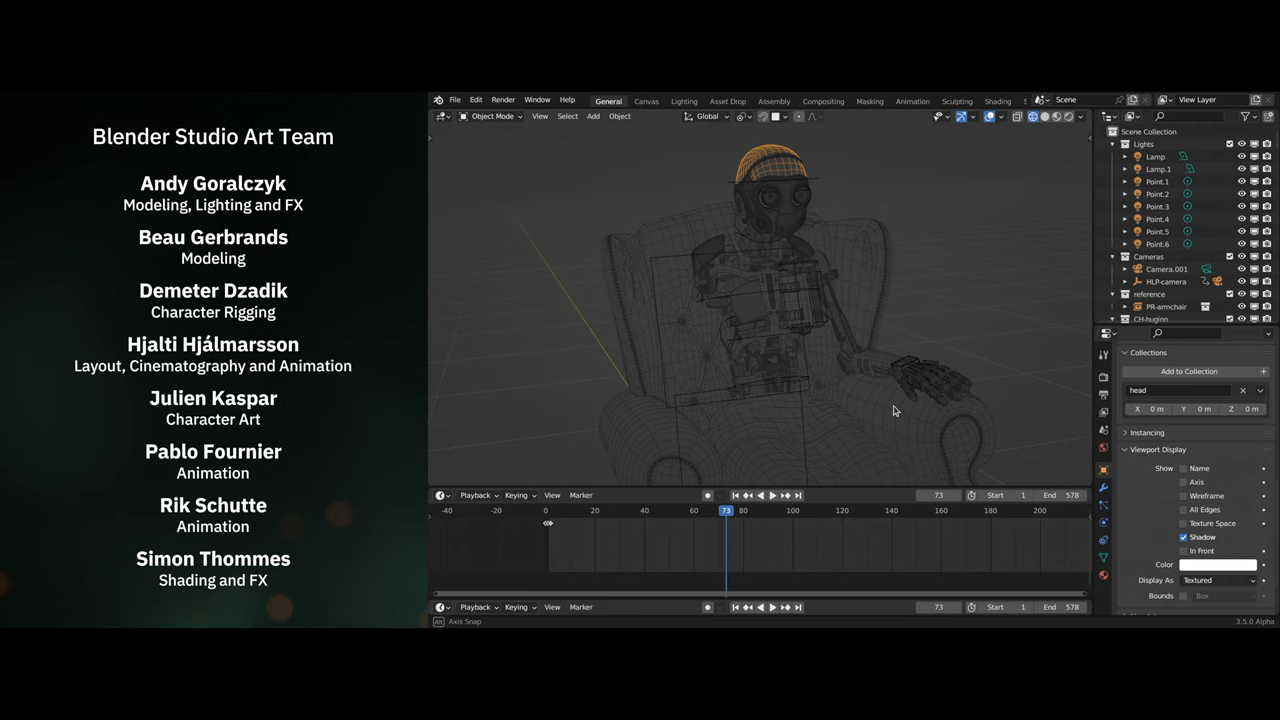 Blender Studio Art Team
Andy Goralczyk
Modeling, Lighting and FX
Beau Gerbrands
Modeling
Demeter Dzadik
Character Rigging
Hjalti Hjálmarsson
Layout, Cinematography and Animation
Julien Kaspar
Character Art
Pablo Fournier
Animation
Rik Schutte
Animation
Simon Thommes
Shading and FX
File Edit Render Window Help General Canvas Lighting Asset Drop Assembly Compositing Masking Animation Sculpting Shading S Scene View Layer
Object Mode View Select Add Object Global
Scene Collection
Lights
Lamp
Lamp.1
Point.1
Point.2
Point.3
Point.4
Point.5
Point.6
Cameras
Camera.001
HLP-camera
reference
PR-armchair
CH-huginn
Collections
Add to Collection +
head
X 0 m Y 0 m Z 0 m
Instancing
Viewport Display
Show Name
Axis
Wireframe
All Edges
Texture Space
Shadow
In Front
Color
Display As Textured
Bounds Box
Playback Keying View Marker 73 Start 1 End 578
-40 -20 20 40 60 73 80 100 120 140 160 180 200
Playback Keying View Marker 73 Start 1 End 578
Alt Axis Snap 3.5.0 Alpha